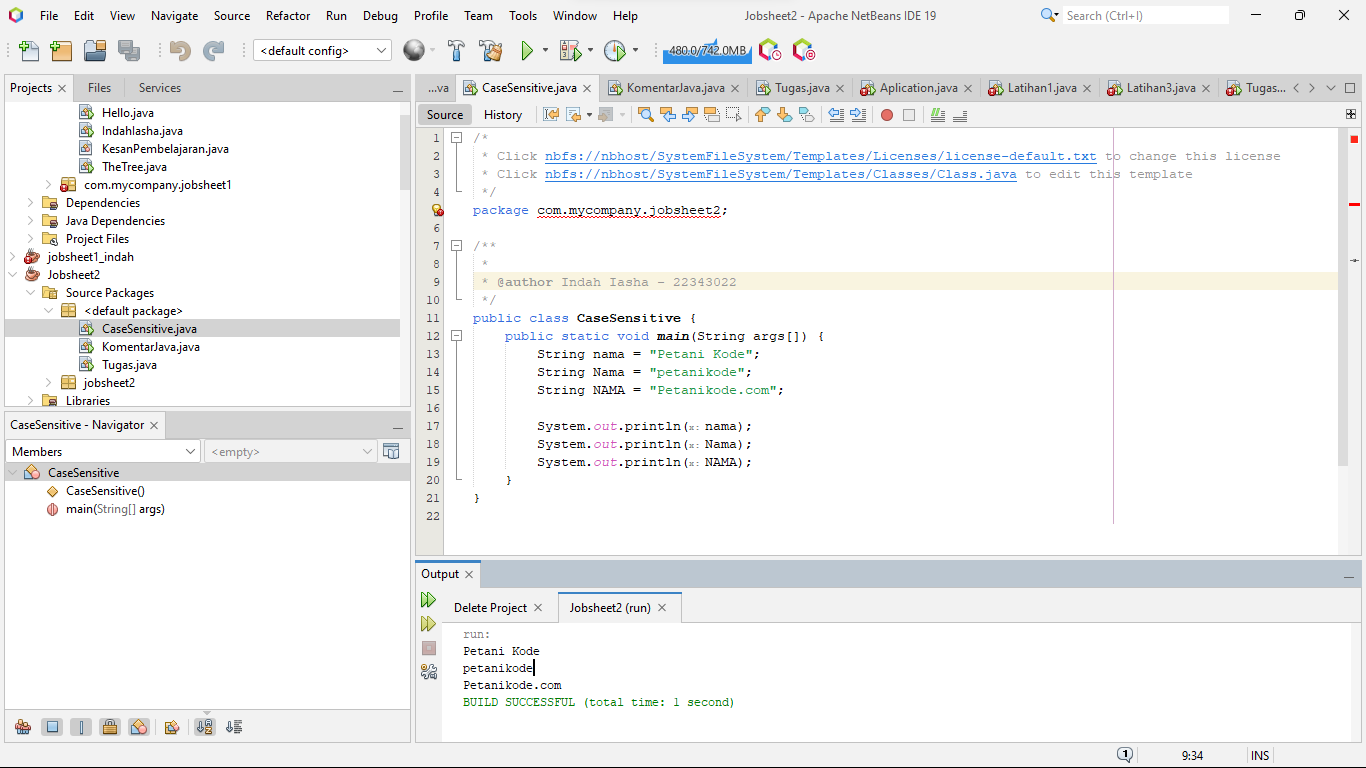 File Edit View Navigate Source Refactor Run Debug Profile Team Tools Window Help Jobsheet2 - Apache NetBeans IDE 19 Search (Ctrl+I)
<default config> 480.0/742.0MB
Projects Files Services
Hello.java
IndahIasha.java
KesanPembelajaran.java
TheTree.java
com.mycompany.jobsheet1
Dependencies
Java Dependencies
Project Files
jobsheet1_indah
Jobsheet2
Source Packages
<default package>
CaseSensitive.java
KomentarJava.java
Tugas.java
jobsheet2
Libraries
CaseSensitive - Navigator
Members <empty>
CaseSensitive
CaseSensitive()
main(String[] args)
...va CaseSensitive.java KomentarJava.java Tugas.java Aplication.java Latihan1.java Latihan3.java Tugas...
Source History
1 /*
2 * Click nbfs://nbhost/SystemFileSystem/Templates/Licenses/license-default.txt to change this license
3 * Click nbfs://nbhost/SystemFileSystem/Templates/Classes/Class.java to edit this template
4 */
package com.mycompany.jobsheet2;
6
7 /**
8 *
9 * @author Indah Iasha - 22343022
10 */
11 public class CaseSensitive {
12 public static void main(String args[]) {
13 String nama = "Petani Kode";
14 String Nama = "petanikode";
15 String NAMA = "Petanikode.com";
16
17 System.out.println(x: nama);
18 System.out.println(x: Nama);
19 System.out.println(x: NAMA);
20 }
21 }
22
Output
Delete Project Jobsheet2 (run)
run:
Petani Kode
petanikode
Petanikode.com
BUILD SUCCESSFUL (total time: 1 second)
1 9:34 INS